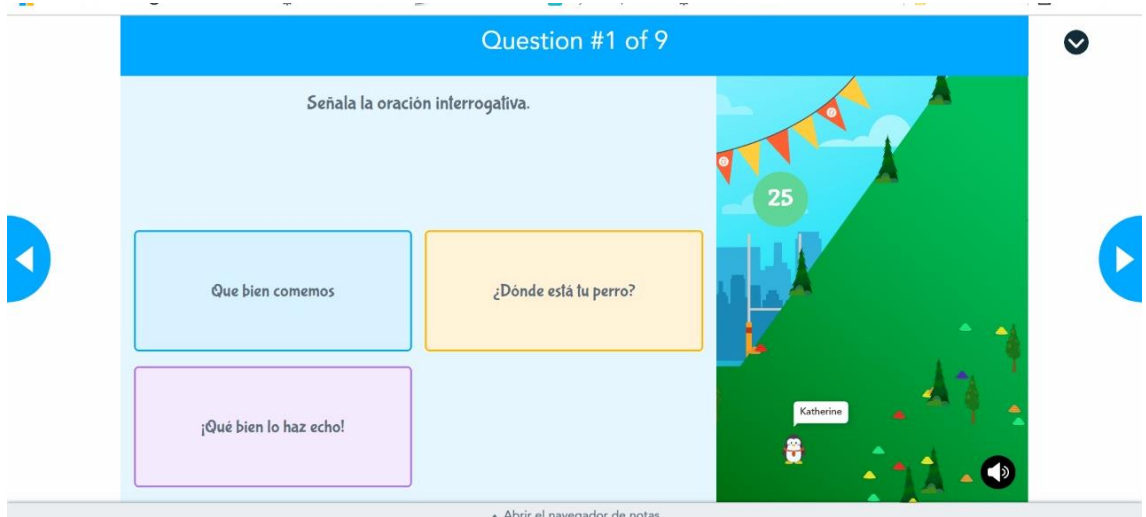 Question #1 of 9
Señala la oración interrogativa.
25
Que bien comemos
¿Dónde está tu perro?
¡Qué bien lo haz echo!
Katherine
Abrir el navegador de notas